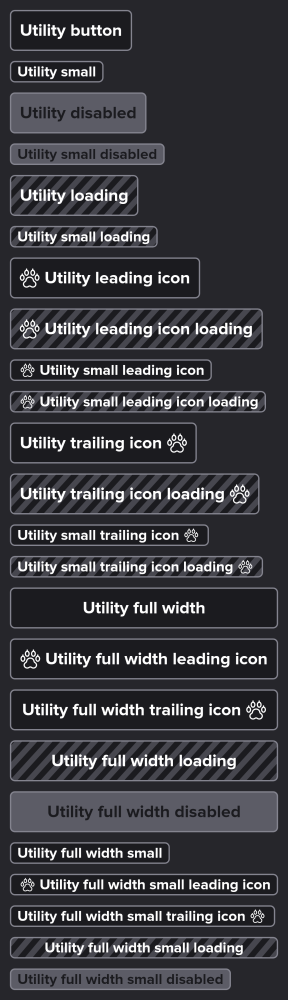 Utility button
Utility small
Utility disabled
Utility small disabled
Utility loading
Utility small loading
Utility leading icon
Utility leading icon loading
Utility small leading icon
Utility small leading icon loading
Utility trailing icon
Utility trailing icon loading
Utility small trailing icon
Utility small trailing icon loading
Utility full width
Utility full width leading icon
Utility full width trailing icon
Utility full width loading
Utility full width disabled
Utility full width small
Utility full width small leading icon
Utility full width small trailing icon
Utility full width small loading
Utility full width small disabled